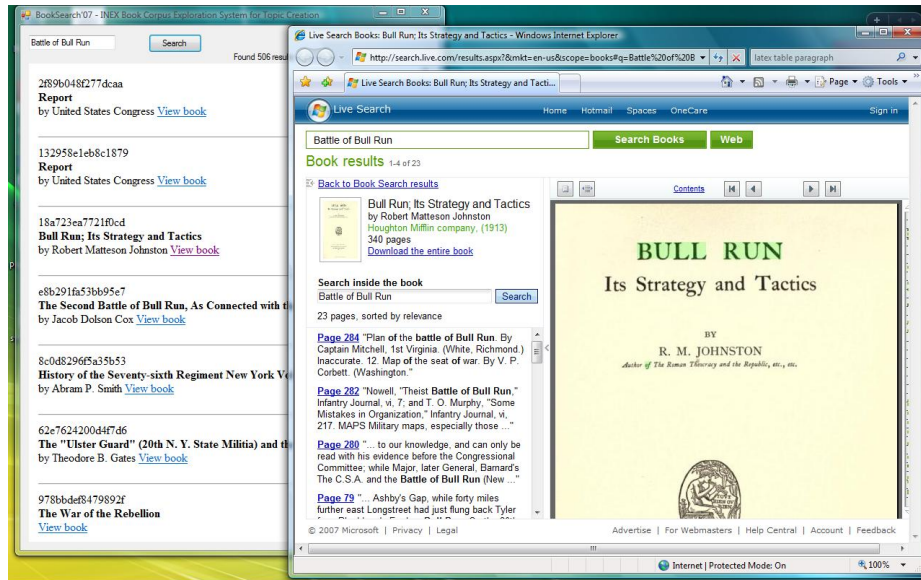 BookSearch'07 - INEX Book Corpus Exploration System for Topic Creation
Battle of Bull Run
Search
Found 506 resul
2f89b048f277dcaa
Report
by United States Congress View book
132958e1eb8c1879
Report
by United States Congress View book
18a723ea7721f0cd
Bull Run; Its Strategy and Tactics
by Robert Matteson Johnston View book
e8b291fa53bb95e7
The Second Battle of Bull Run, As Connected with th
by Jacob Dolson Cox View book
8c0d8296f5a35b53
History of the Seventy-sixth Regiment New York Vo
by Abram P. Smith View book
62e7624200d4f7d6
The "Ulster Guard" (20th N. Y. State Militia) and th
by Theodore B. Gates View book
978bbdef8479892f
The War of the Rebellion
View book
Live Search Books: Bull Run; Its Strategy and Tactics - Windows Internet Explorer
http://search.live.com/results.aspx?&mkt=en-us&scope=books#q=Battle%20of%20B
latex table paragraph
Live Search Books: Bull Run; Its Strategy and Tacti...
Page
Tools
Live Search
Home
Hotmail
Spaces
OneCare
Sign in
Battle of Bull Run
Search Books
Web
Book results 1-4 of 23
Back to Book Search results
Bull Run; Its Strategy and Tactics
by Robert Matteson Johnston
Houghton Mifflin company, (1913)
340 pages
Download the entire book
Search inside the book
Battle of Bull Run
Search
23 pages, sorted by relevance
Page 284 "Plan of the battle of Bull Run. By
Captain Mitchell, 1st Virginia. (White, Richmond.)
Inaccurate. 12. Map of the seat of war. By V. P.
Corbett. (Washington."
Page 282 "Nowell, "Theist Battle of Bull Run,"
Infantry Journal, vi, 7; and T. O. Murphy, "Some
Mistakes in Organization," Infantry Journal, vi,
217. MAPS Military maps, especially those ..."
Page 280 "... to our knowledge, and can only be
read with his evidence before the Congressional
Committee; while Major, later General, Barnard's
The C.S.A. and the Battle of Bull Run (New ..."
Page 79 "... Ashby's Gap, while forty miles
further east Longstreet had just flung back Tyler
Contents
BULL RUN
Its Strategy and Tactics
BY
R. M. JOHNSTON
Author of The Roman Theocracy and the Republic, etc., etc.
© 2007 Microsoft | Privacy | Legal
Advertise | For Webmasters | Help Central | Account | Feedback
Internet | Protected Mode: On
100%